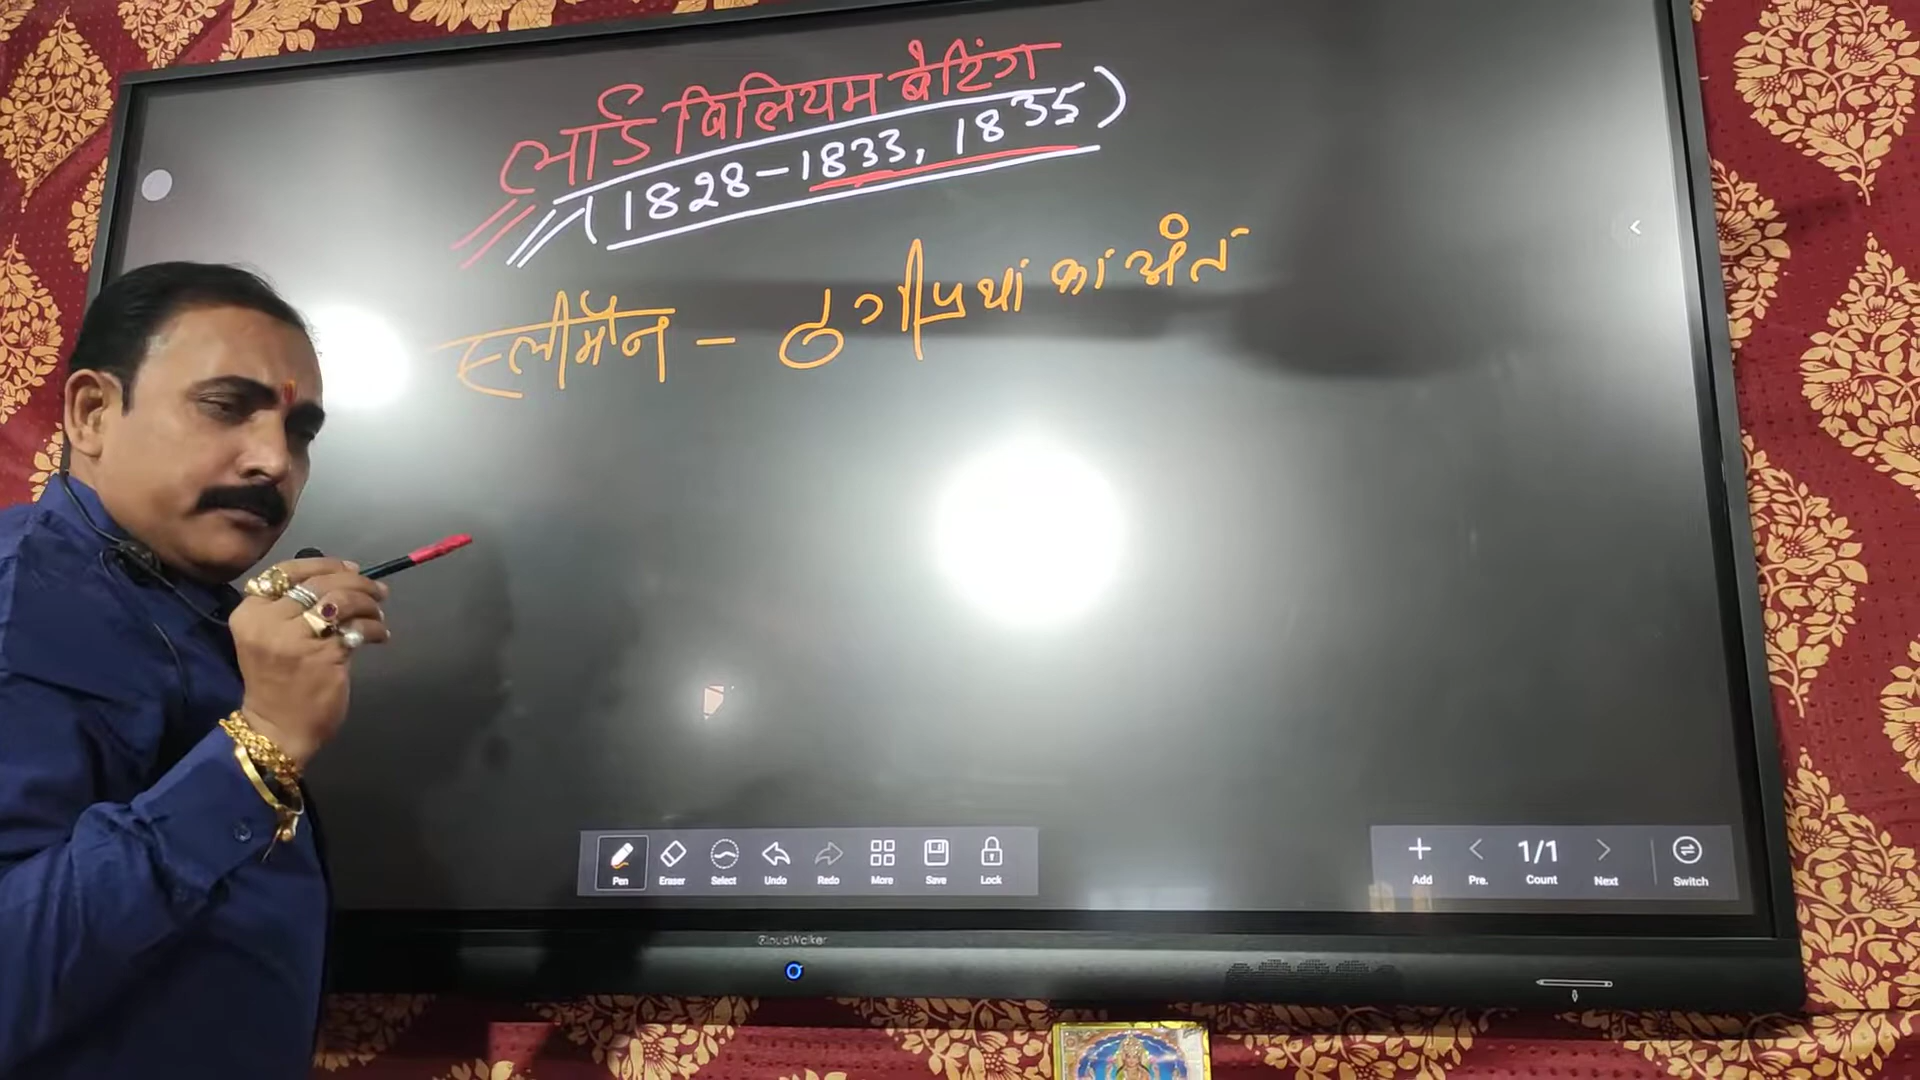 लार्ड विलियम बैटिंग
(1828-1833, 1835)
स्लीमॅन - ठगी प्रथा का अंत
<
Pen Eraser Select Undo Redo More Save Lock
+ < 1/1 > 
Add Pre. Count Next Switch
CloudWalker